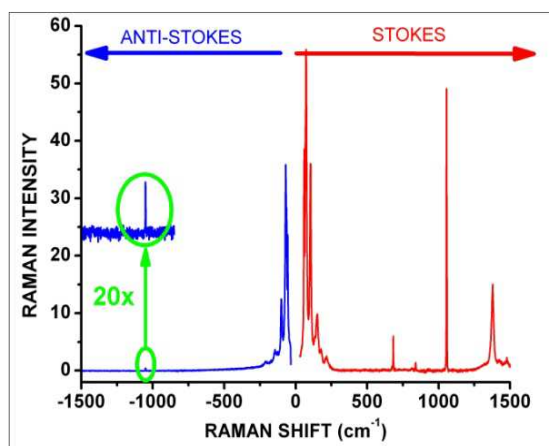 ANTI-STOKES STOKES
60
50
40
30
20
10
0
20x
-1500 -1000 -500 0 500 1000 1500
RAMAN INTENSITY
RAMAN SHIFT (cm⁻¹)